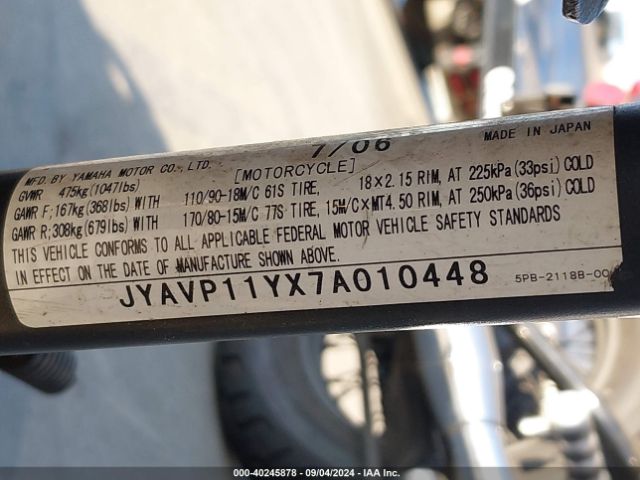 7/06
MFD. BY YAMAHA MOTOR CO., LTD. [MOTORCYCLE] MADE IN JAPAN
GVWR 475kg(1047lbs)
GAWR F;167kg(368lbs)WITH 110/90-18M/C 61S TIRE, 18×2.15 RIM, AT 225kPa(33psi)COLD
GAWR R;308kg(679lbs)WITH 170/80-15M/C 77S TIRE, 15M/C×MT4.50 RIM, AT 250kPa(36psi)COLD
THIS VEHICLE CONFORMS TO ALL APPLICABLE FEDERAL MOTOR VEHICLE SAFETY STANDARDS
IN EFFECT ON THE DATE OF MANUFACTURE SHOWN ABOVE.
JYAVP11YX7A010448 5PB-2118B-00
000-40245878 - 09/04/2024 - IAA Inc.